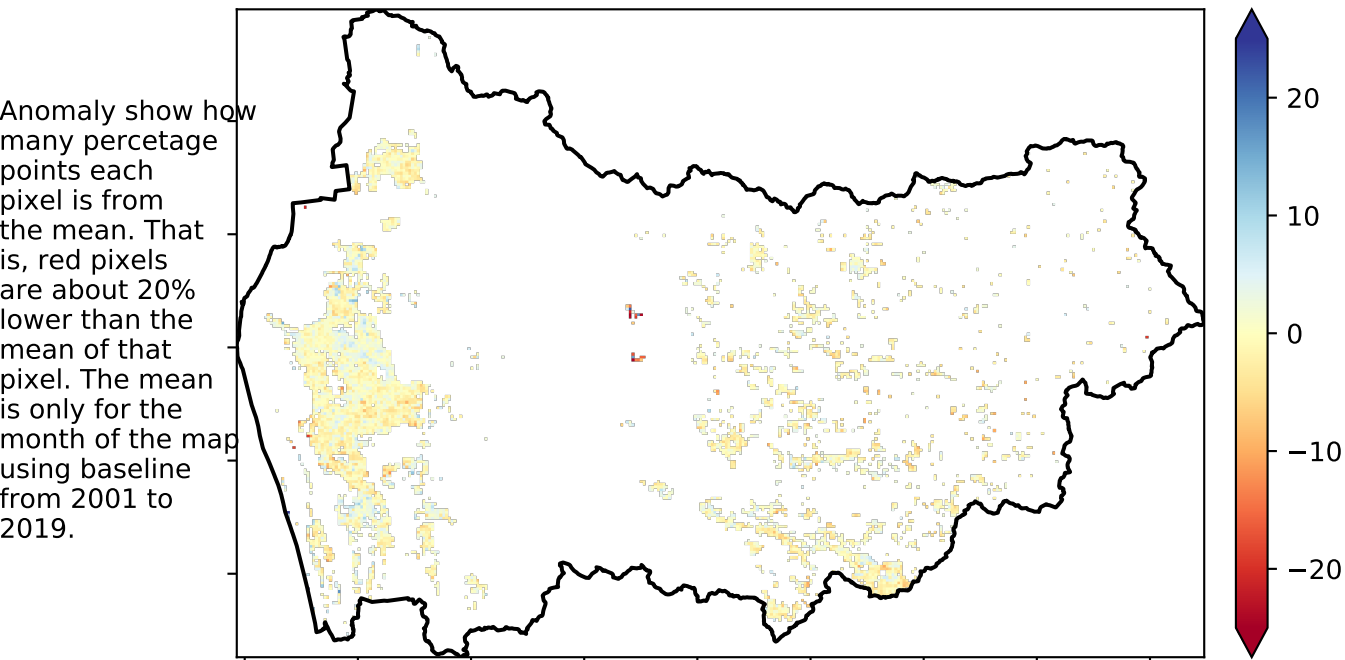 Anomaly show how
many percetage
points each
pixel is from
the mean. That
is, red pixels
are about 20%
lower than the
mean of that
pixel. The mean
is only for the
month of the map
using baseline
from 2001 to
2019.
20
10
0
−10
−20